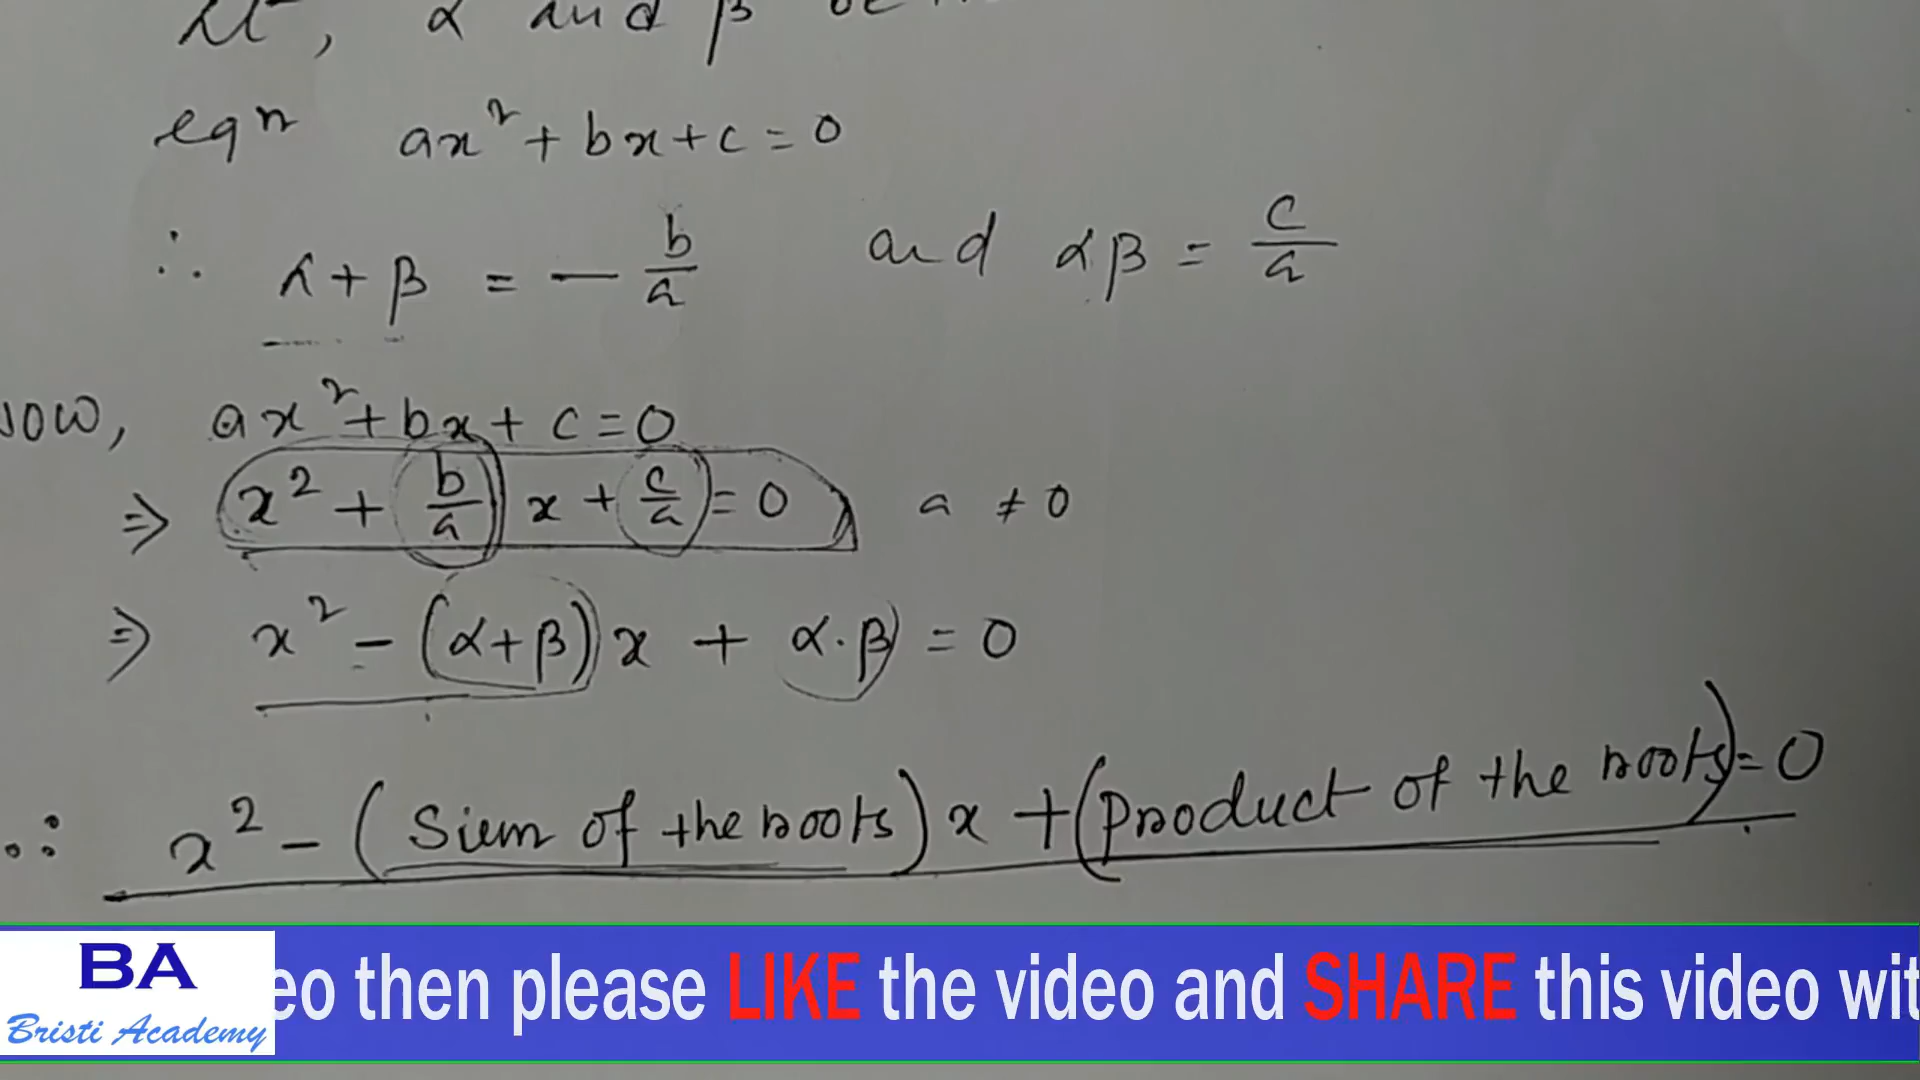 Let, α and β be
eqn ax² + bx + c = 0
∴ α + β = - b/a and αβ = c/a
Now, ax² + bx + c = 0
⇒ x² + b/a x + c/a = 0 a ≠ 0
⇒ x² - (α+β) x + α.β = 0
∴ x² - (Sum of the roots) x + (Product of the roots) = 0
BA
Bristi Academy
eo then please LIKE the video and SHARE this video wit